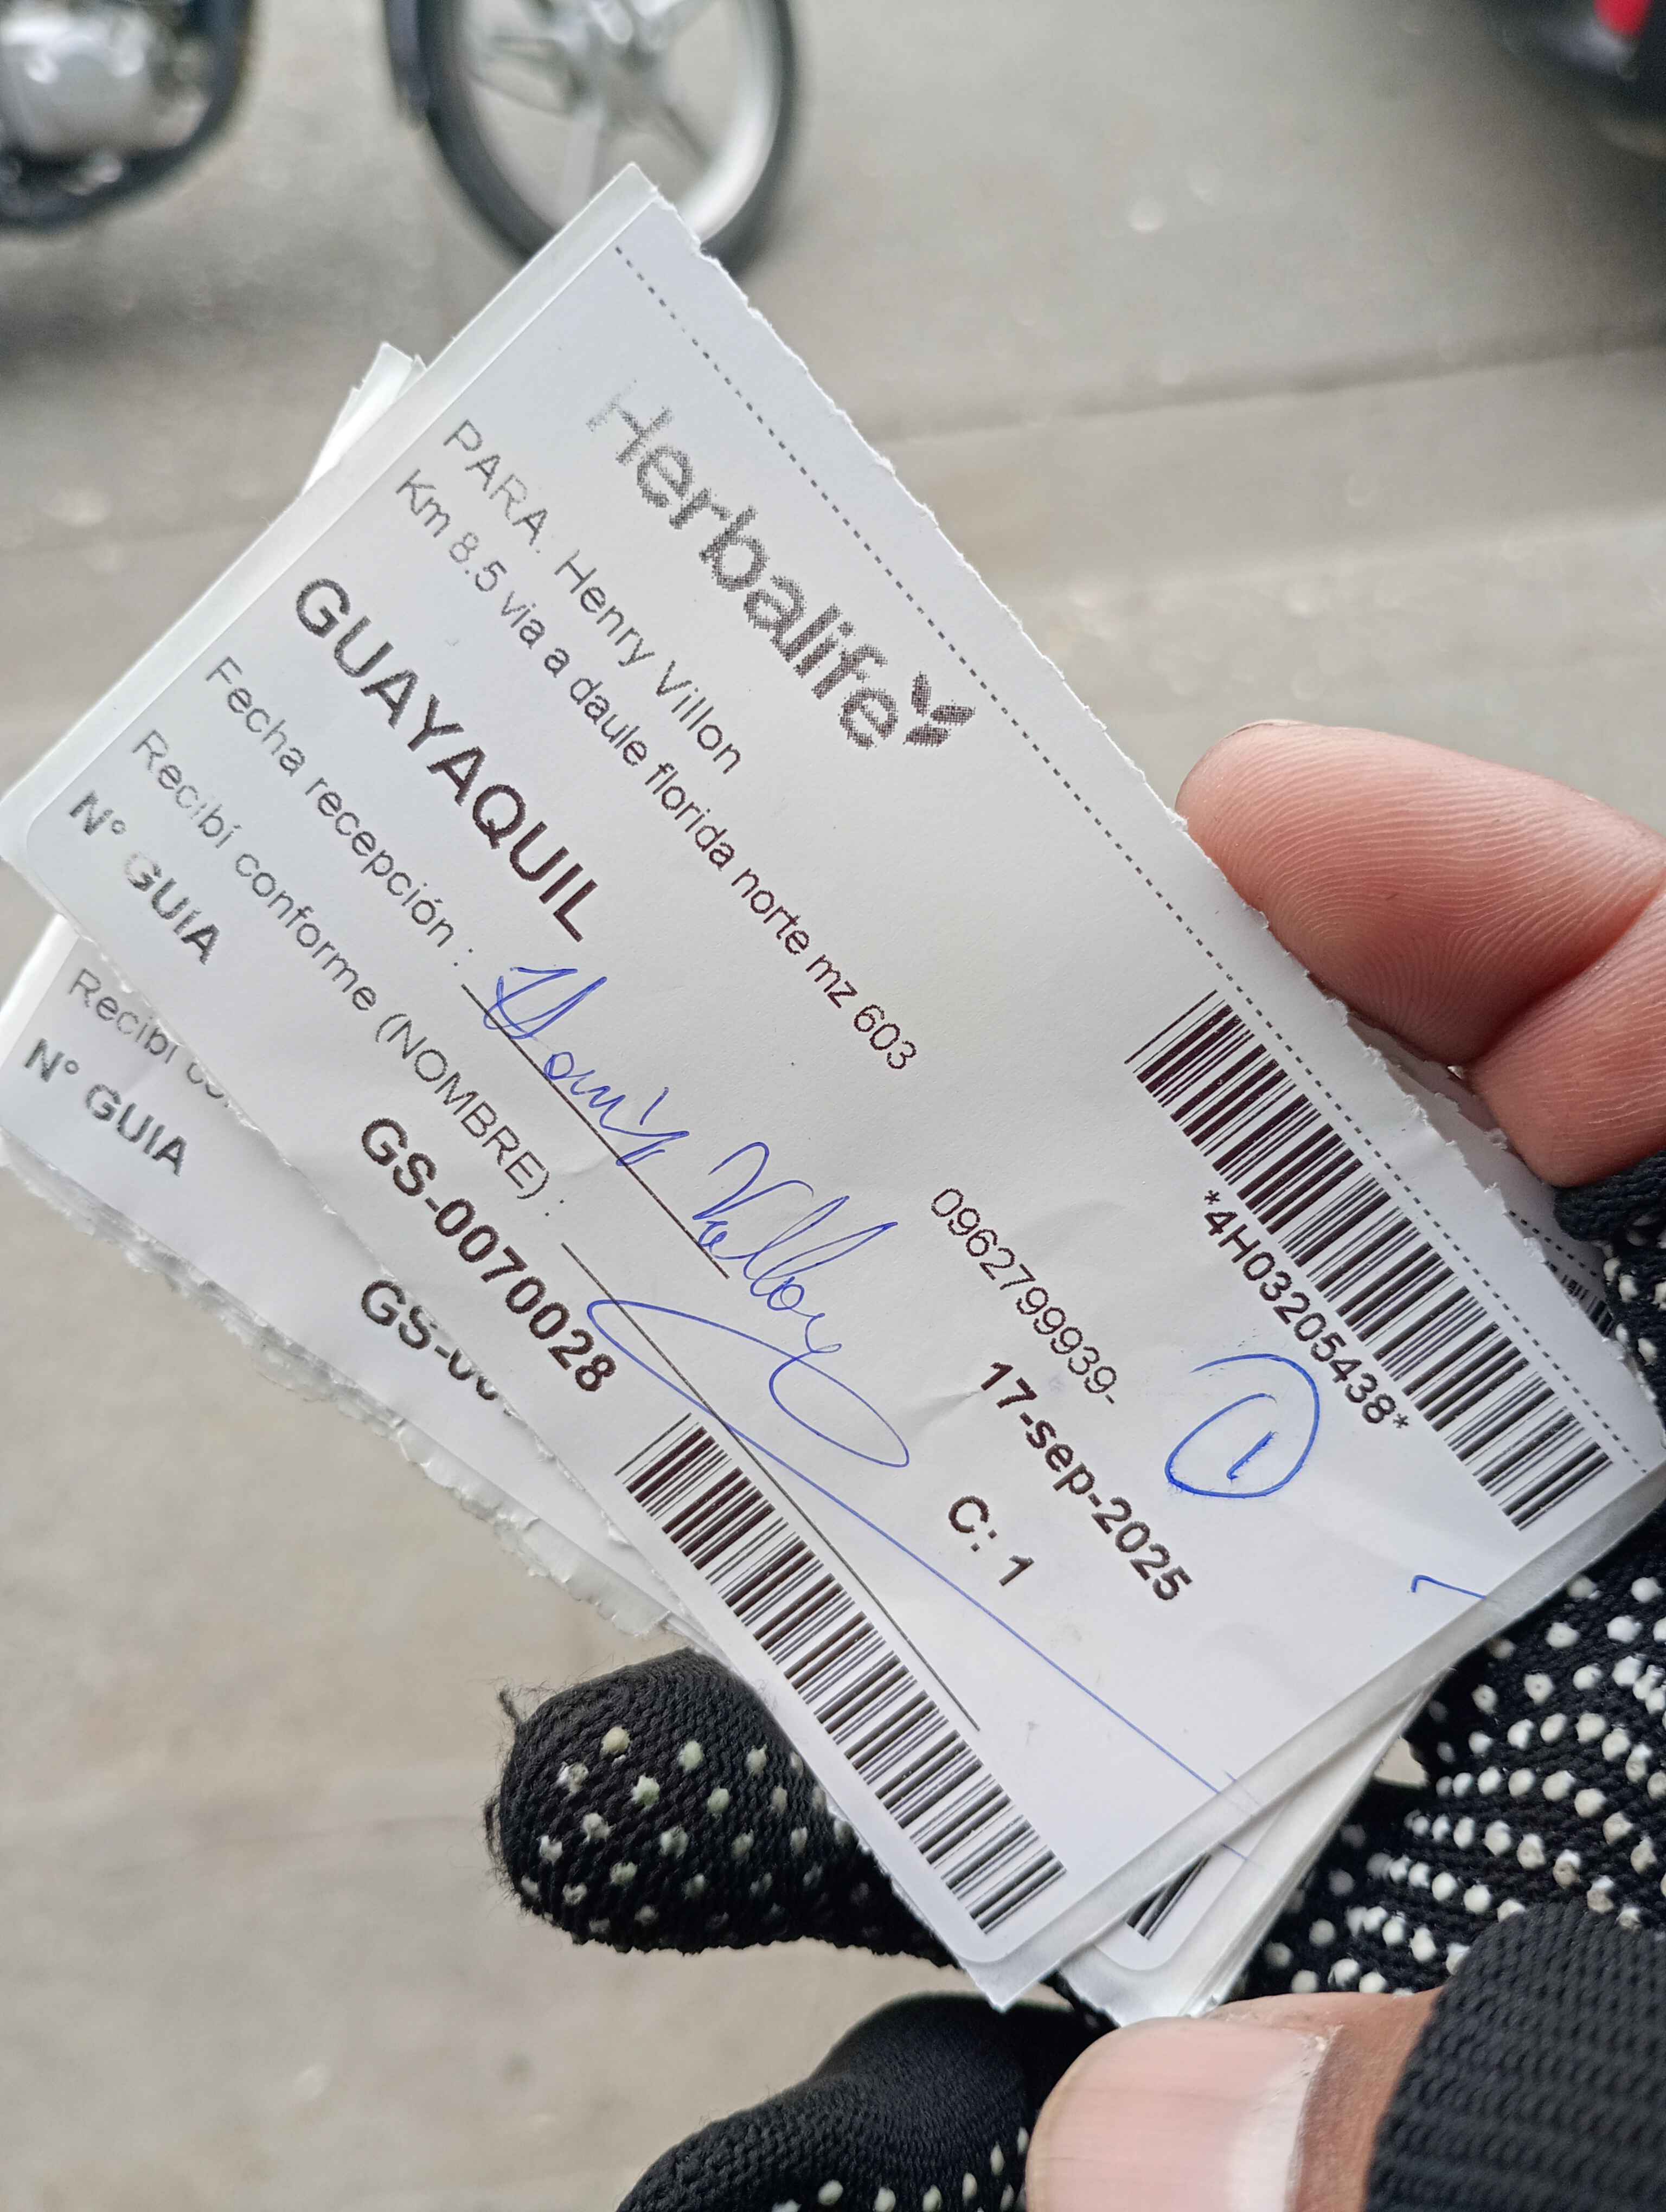 Herbalife
*4H03205438*
PARA. Henry Villon
Km 8.5 via a daule florida norte mz 603
0962799939-
GUAYAQUIL
17-sep-2025
1
Fecha recepción :
C: 1
Recibí conforme (NOMBRE) :
N° GUIA
GS-0070028
Recibí
N° GUIA